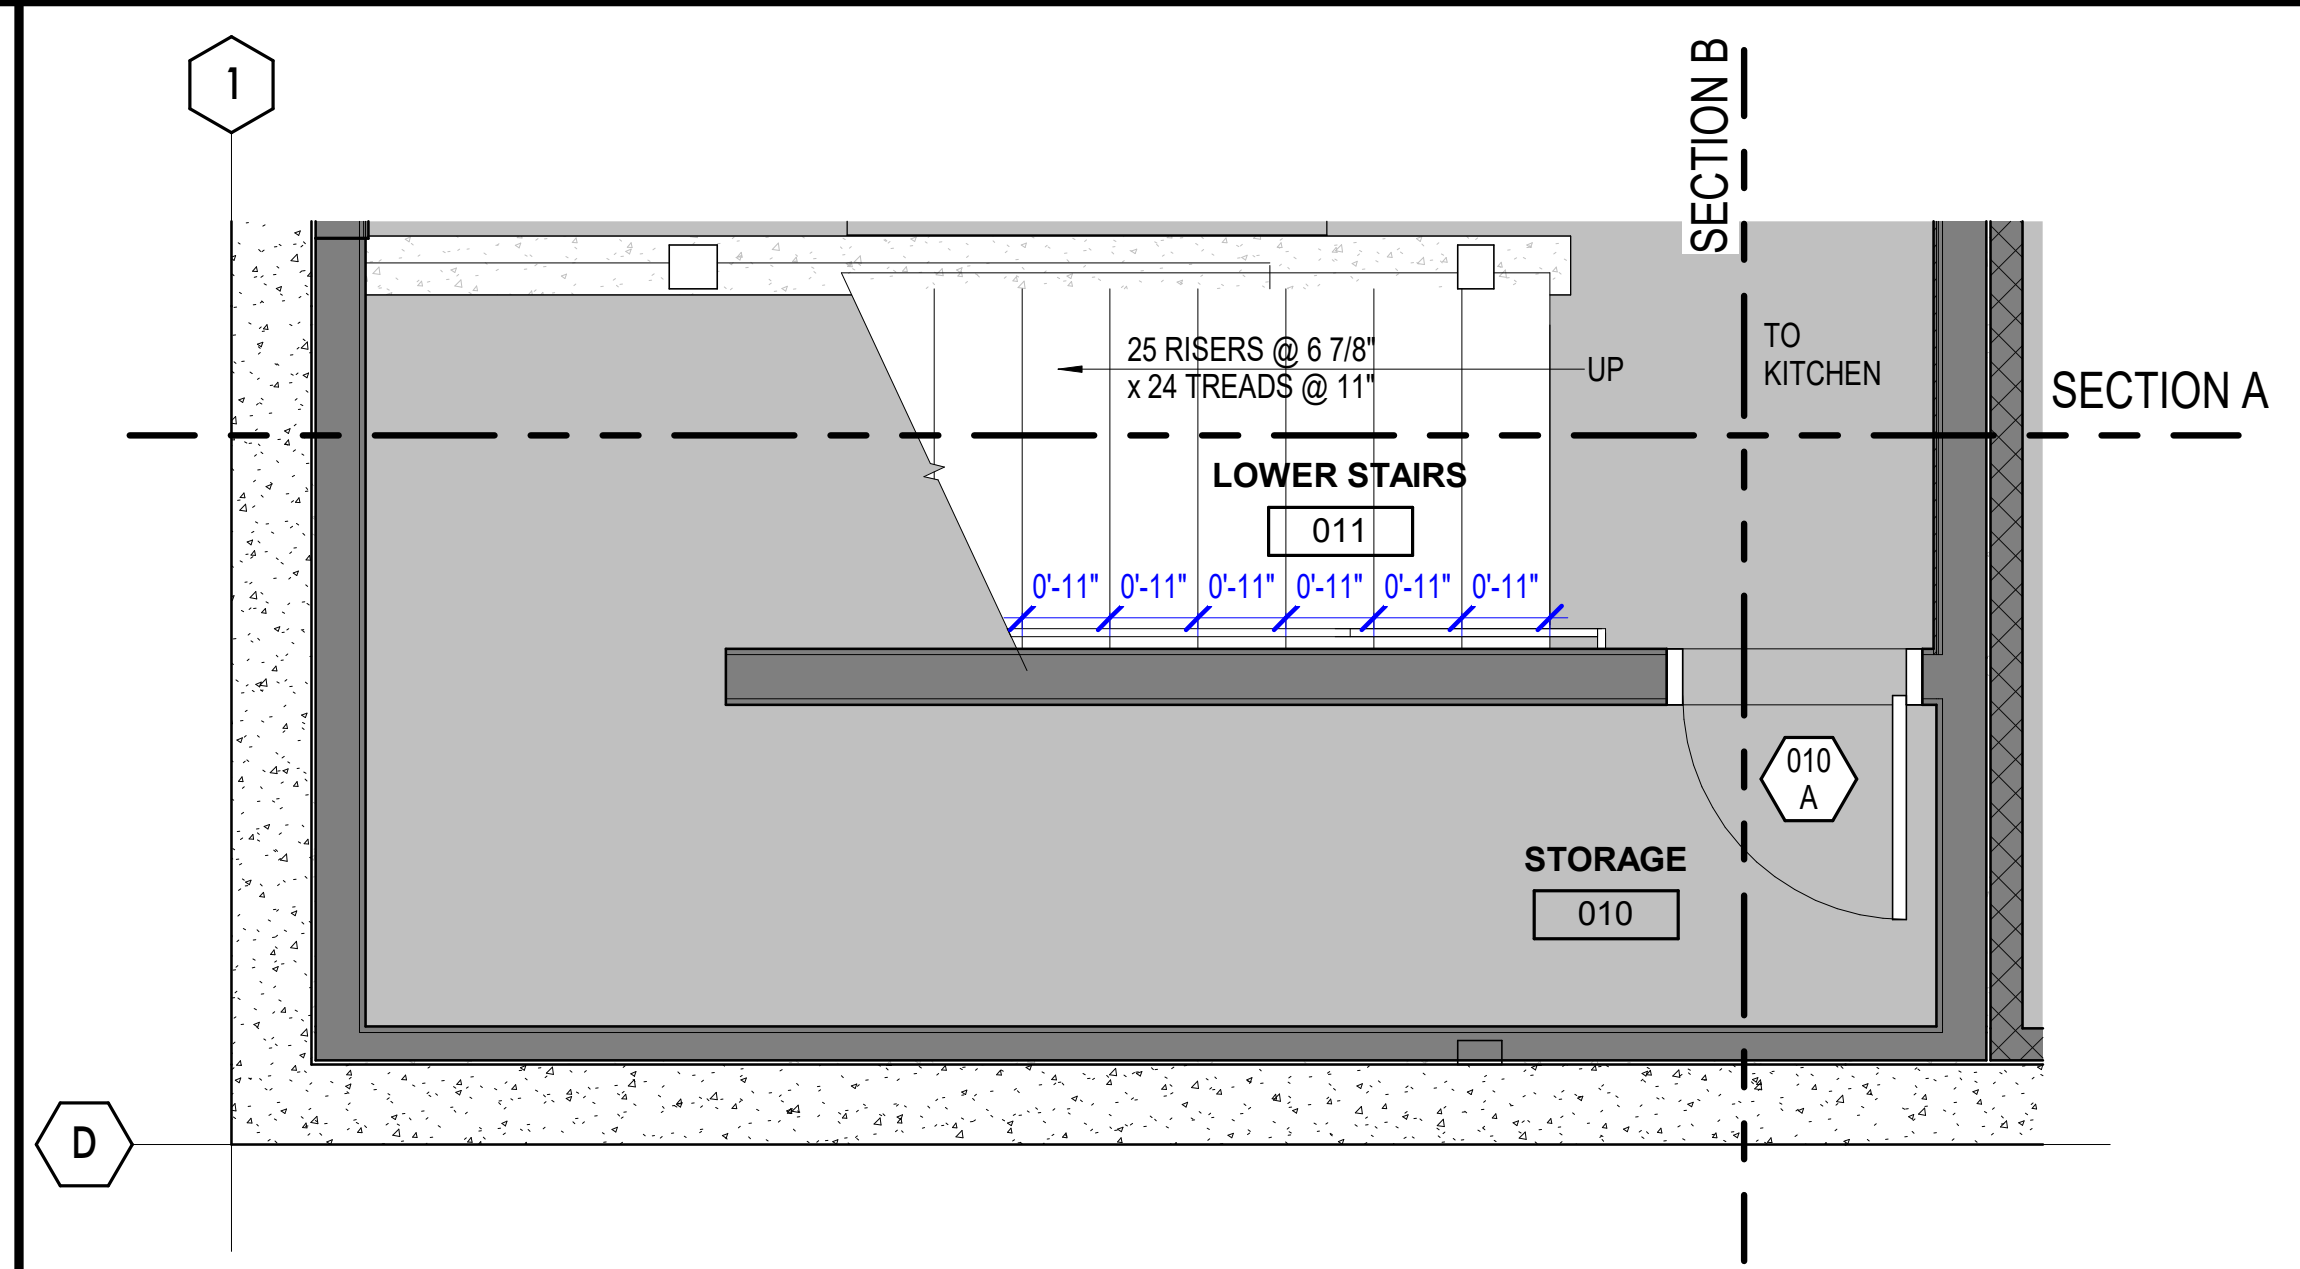 1
SECTION B
25 RISERS @ 6 7/8"
x 24 TREADS @ 11"
UP
TO
KITCHEN
SECTION A
LOWER STAIRS
011
0'-11" 0'-11" 0'-11" 0'-11" 0'-11" 0'-11"
010
A
STORAGE
010
D